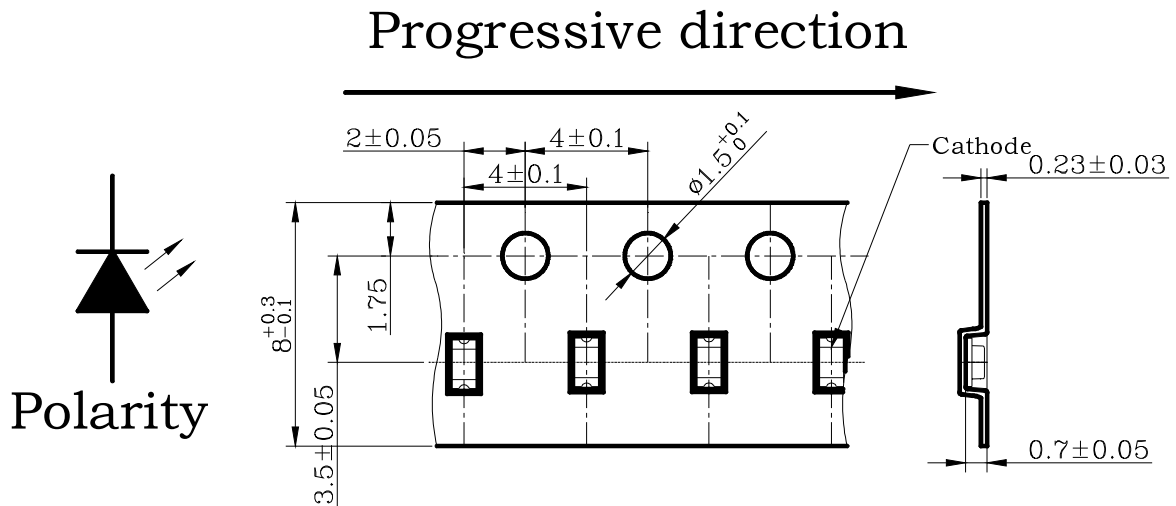 Progressive direction
2±0.05
4±0.1
4±0.1
ø1.5 +0.1 0
Cathode
0.23±0.03
8 +0.3 -0.1
1.75
3.5±0.05
Polarity
0.7±0.05